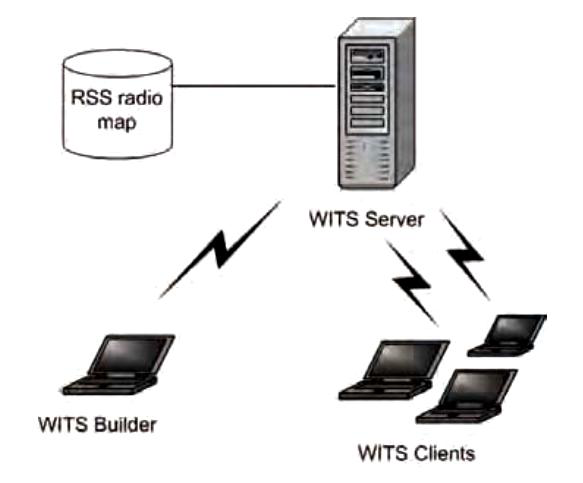 RSS radio
map
WITS Server
WITS Builder
WITS Clients